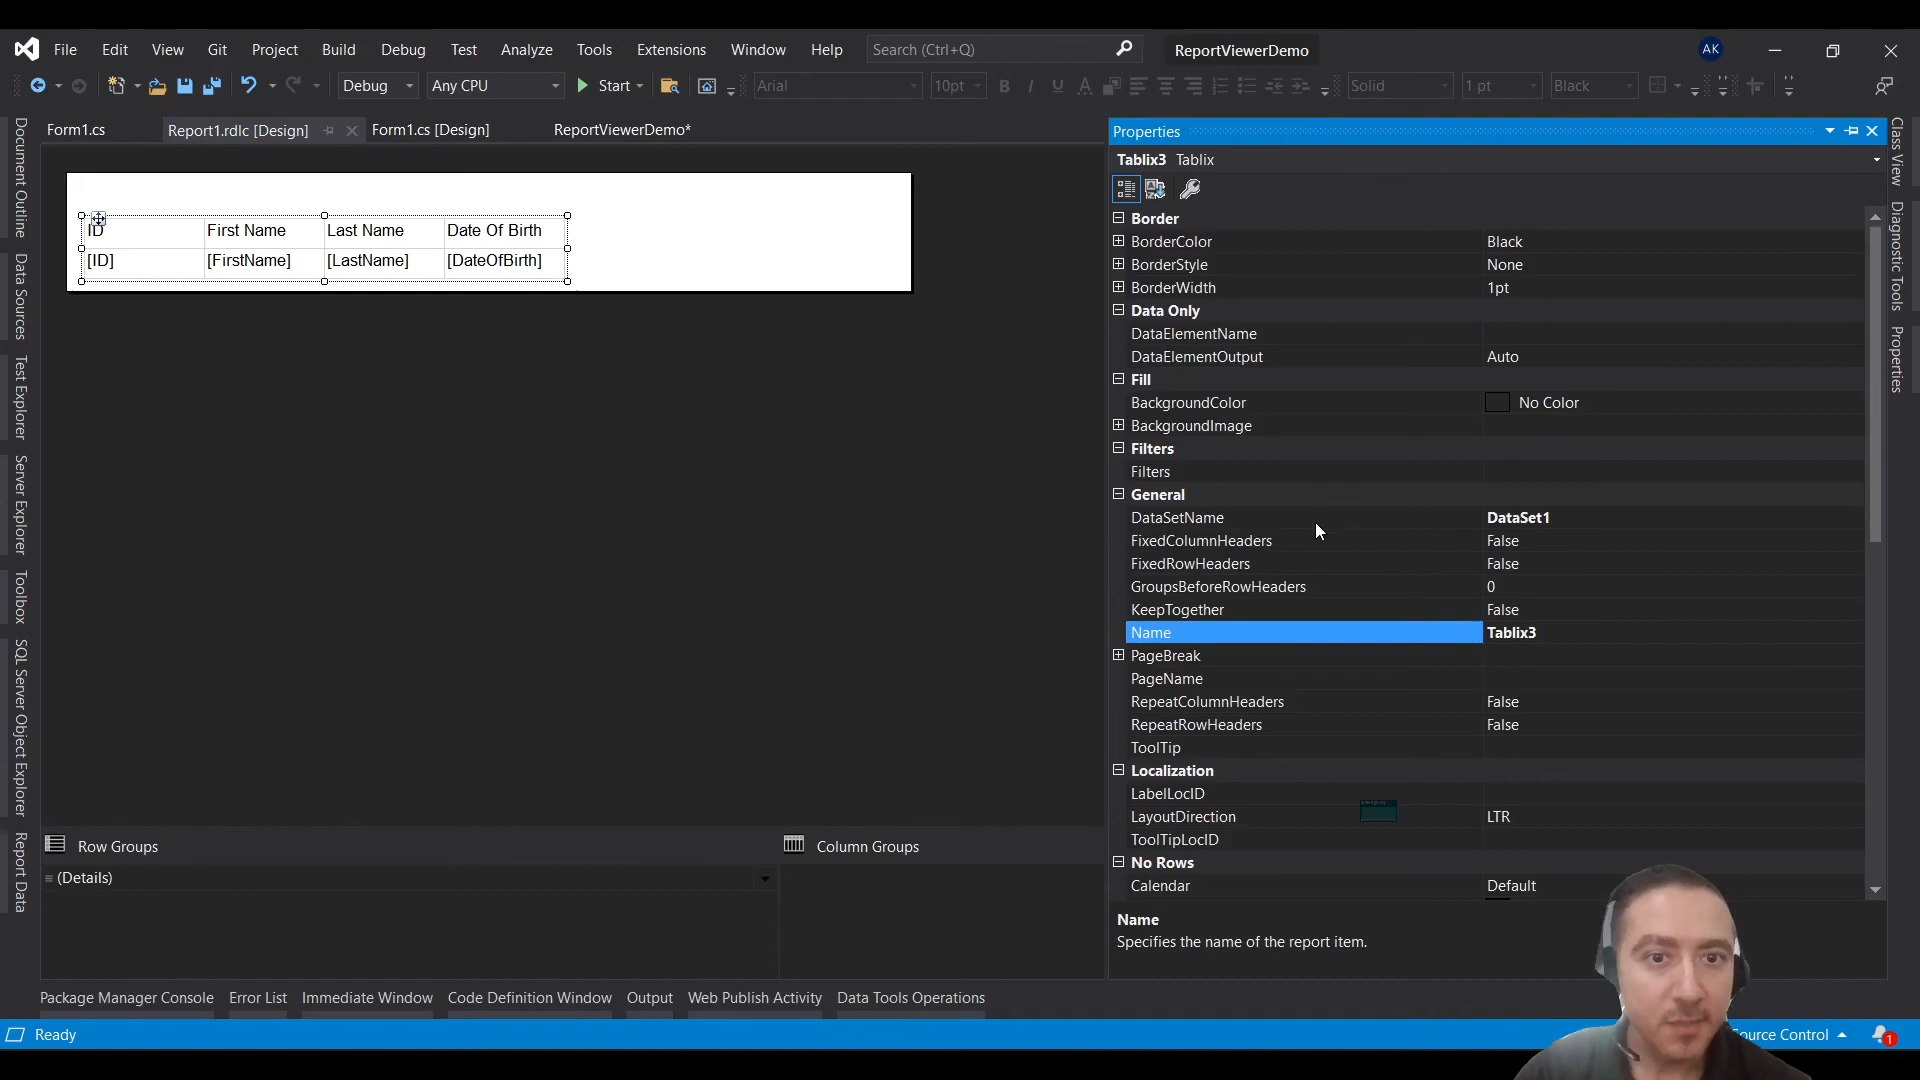 File Edit View Git Project Build Debug Test Analyze Tools Extensions Window Help Search (Ctrl+Q) ReportViewerDemo AK
Debug Any CPU Start Arial 10pt B I U A Solid 1 pt Black
Form1.cs Report1.rdlc [Design] Form1.cs [Design] ReportViewerDemo*
Document Outline
Data Sources
Test Explorer
Server Explorer
Toolbox
SQL Server Object Explorer
Report Data
ID First Name Last Name Date Of Birth
[ID] [FirstName] [LastName] [DateOfBirth]
Row Groups
(Details)
Column Groups
Properties
Tablix3 Tablix
Border
BorderColor Black
BorderStyle None
BorderWidth 1pt
Data Only
DataElementName
DataElementOutput Auto
Fill
BackgroundColor No Color
BackgroundImage
Filters
Filters
General
DataSetName DataSet1
FixedColumnHeaders False
FixedRowHeaders False
GroupsBeforeRowHeaders 0
KeepTogether False
Name Tablix3
PageBreak
PageName
RepeatColumnHeaders False
RepeatRowHeaders False
ToolTip
Localization
LabelLocID
LayoutDirection LTR
ToolTipLocID
No Rows
Calendar Default
Name
Specifies the name of the report item.
Class View
Diagnostic Tools
Properties
Package Manager Console Error List Immediate Window Code Definition Window Output Web Publish Activity Data Tools Operations
Ready
Source Control 1